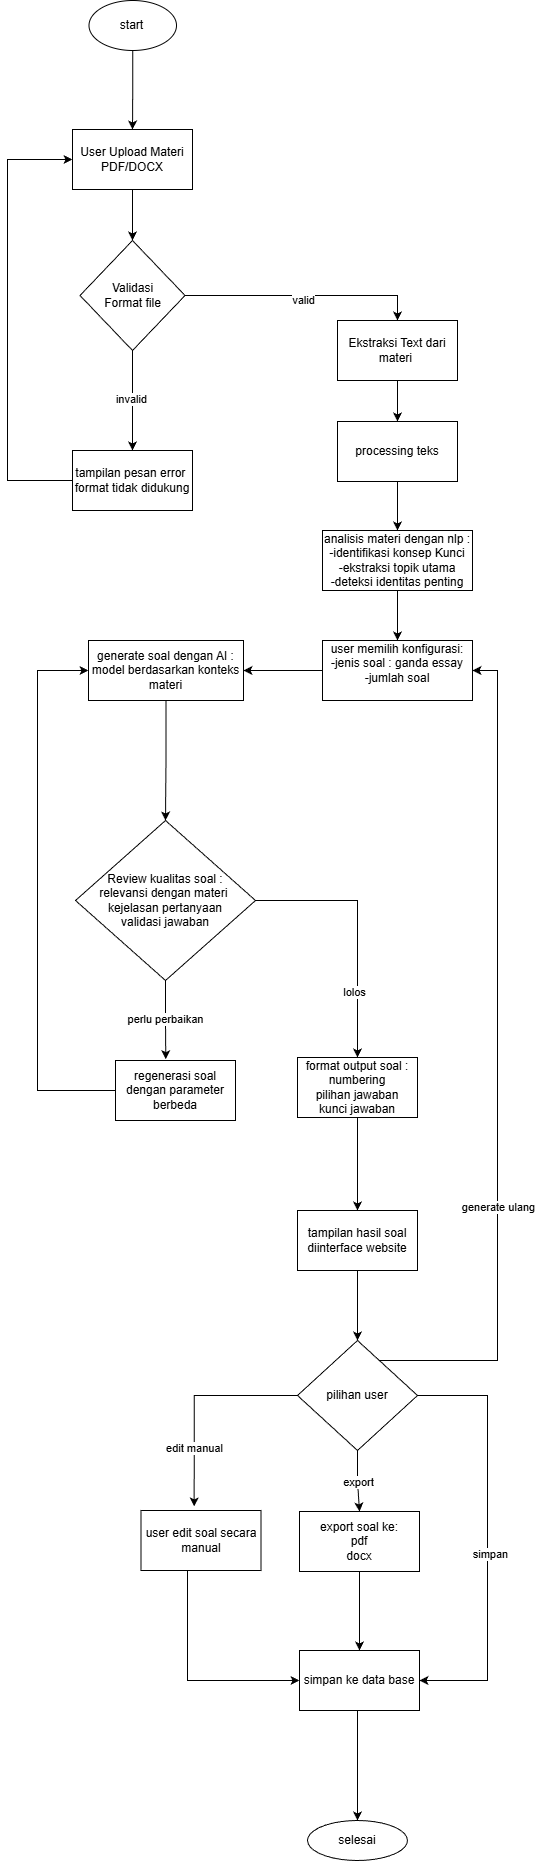 start
User Upload Materi
PDF/DOCX
Validasi
Format file
valid
Ekstraksi Text dari
materi
invalid
processing teks
tampilan pesan error
format tidak didukung
analisis materi dengan nlp :
-identifikasi konsep Kunci
-ekstraksi topik utama
-deteksi identitas penting
user memilih konfigurasi:
-jenis soal : ganda essay
-jumlah soal
generate soal dengan AI :
model berdasarkan konteks
materi
Review kualitas soal :
relevansi dengan materi
kejelasan pertanyaan
validasi jawaban
lolos
perlu perbaikan
regenerasi soal
dengan parameter
berbeda
format output soal :
numbering
pilihan jawaban
kunci jawaban
generate ulang
tampilan hasil soal
diinterface website
pilihan user
edit manual
export
simpan
user edit soal secara
manual
export soal ke:
pdf
docx
simpan ke data base
selesai